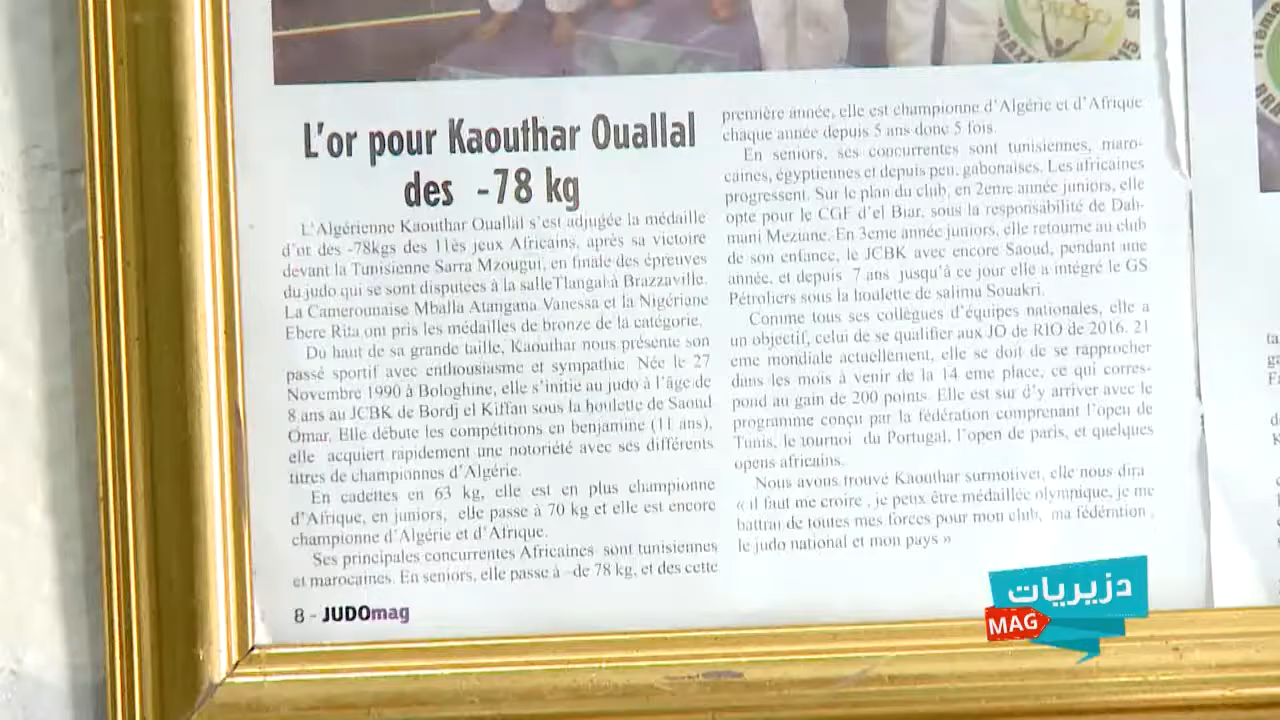 L'or pour Kaouthar Ouallal
des -78 kg
L'Algérienne Kaouthar Ouallal s'est adjugée la médaille
d'or des -78kgs des 11ès jeux Africains, après sa victoire
devant la Tunisienne Sarra Mzougui, en finale des épreuves
du judo qui se sont disputées à la salle Tlangaï à Brazzaville.
La Camerounaise Mballa Atangana Vanessa et la Nigériane
Ebere Rita ont pris les médailles de bronze de la catégorie.
Du haut de sa grande taille, Kaouthar nous présente son
passé sportif avec enthousiasme et sympathie. Née le 27
Novembre 1990 à Bologhine, elle s'initie au judo à l'âge de
8 ans au JCBK de Bordj el Kiffan sous la houlette de Saoud
Omar. Elle débute les compétitions en benjamine (11 ans),
elle acquiert rapidement une notoriété avec ses différents
titres de championnes d'Algérie.
En cadettes en 63 kg, elle est en plus championne
d'Afrique, en juniors, elle passe à 70 kg et elle est encore
championne d'Algérie et d'Afrique.
Ses principales concurrentes Africaines sont tunisiennes
et marocaines. En seniors, elle passe à -de 78 kg, et des cette
première année, elle est championne d'Algérie et d'Afrique
chaque année depuis 5 ans donc 5 fois.
En seniors, ses concurrentes sont tunisiennes, maro-
caines, égyptiennes et depuis peu, gabonaises. Les africaines
progressent. Sur le plan du club, en 2eme année juniors, elle
opte pour le CGF d'el Biar, sous la responsabilité de Dah-
mani Meziane. En 3eme année juniors, elle retourne au club
de son enfance, le JCBK avec encore Saoud, pendant une
année, et depuis 7 ans jusqu'à ce jour elle a intégré le GS
Pétroliers sous la houlette de salima Souakri.
Comme tous ses collègues d'équipes nationales, elle a
un objectif, celui de se qualifier aux JO de RIO de 2016. 21
eme mondiale actuellement, elle se doit de se rapprocher
dans les mois à venir de la 14 eme place, ce qui corres-
pond au gain de 200 points. Elle est sur d'y arriver avec le
programme conçu par la fédération comprenant l'open de
Tunis, le tournoi du Portugal, l'open de paris, et quelques
opens africains.
Nous avons trouvé Kaouthar surmotiver, elle nous dira
« il faut me croire , je peux être médaillée olympique, je me
battrai de toutes mes forces pour mon club, ma fédération ,
le judo national et mon pays »
8 - JUDOmag
دزيريات
MAG